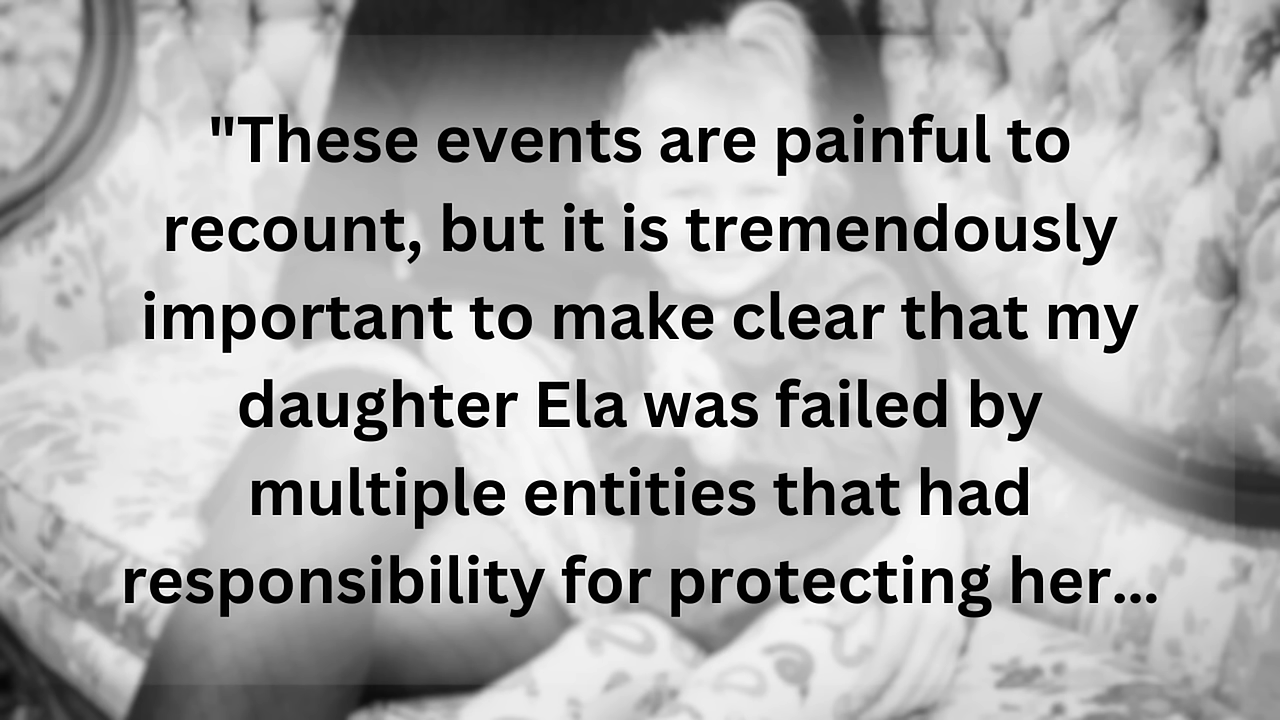 "These events are painful to
recount, but it is tremendously
important to make clear that my
daughter Ela was failed by
multiple entities that had
responsibility for protecting her...